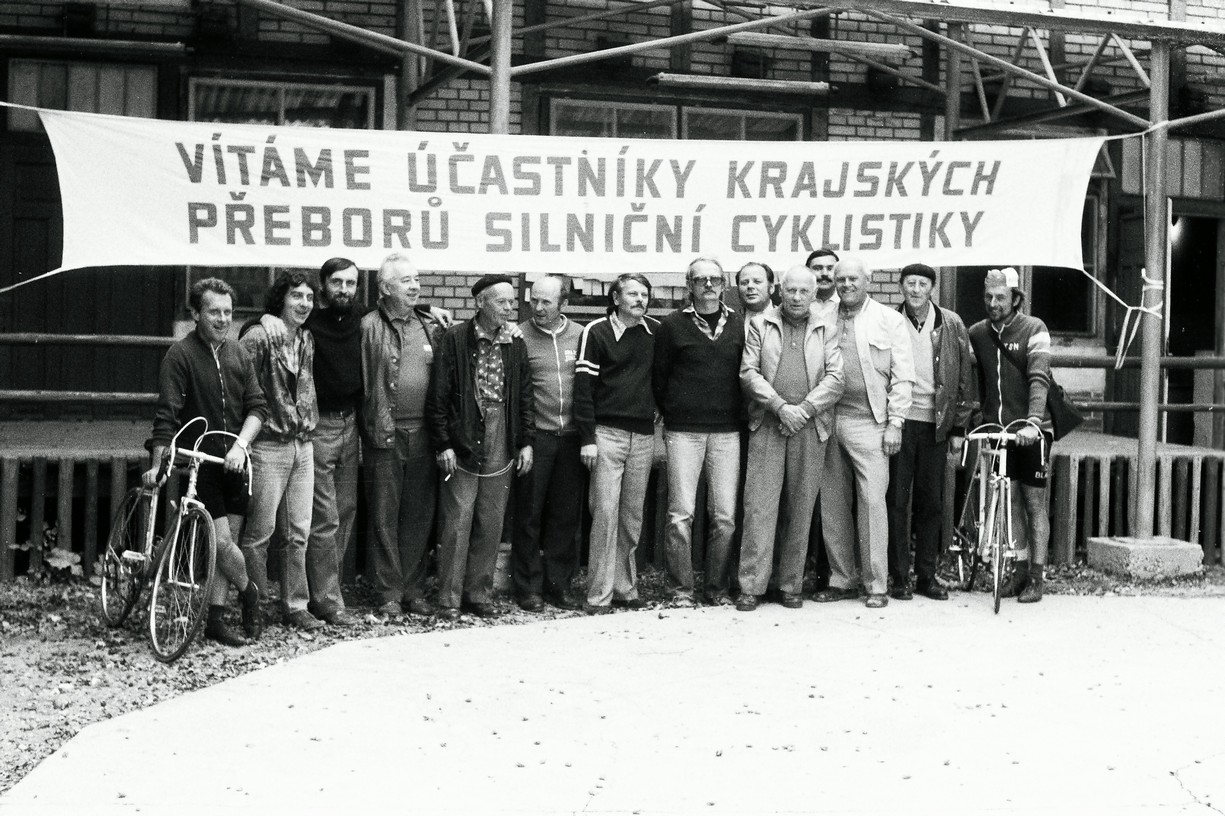 VÍTÁME ÚČASTNÍKY KRAJSKÝCH
PŘEBORŮ SILNIČNÍ CYKLISTIKY